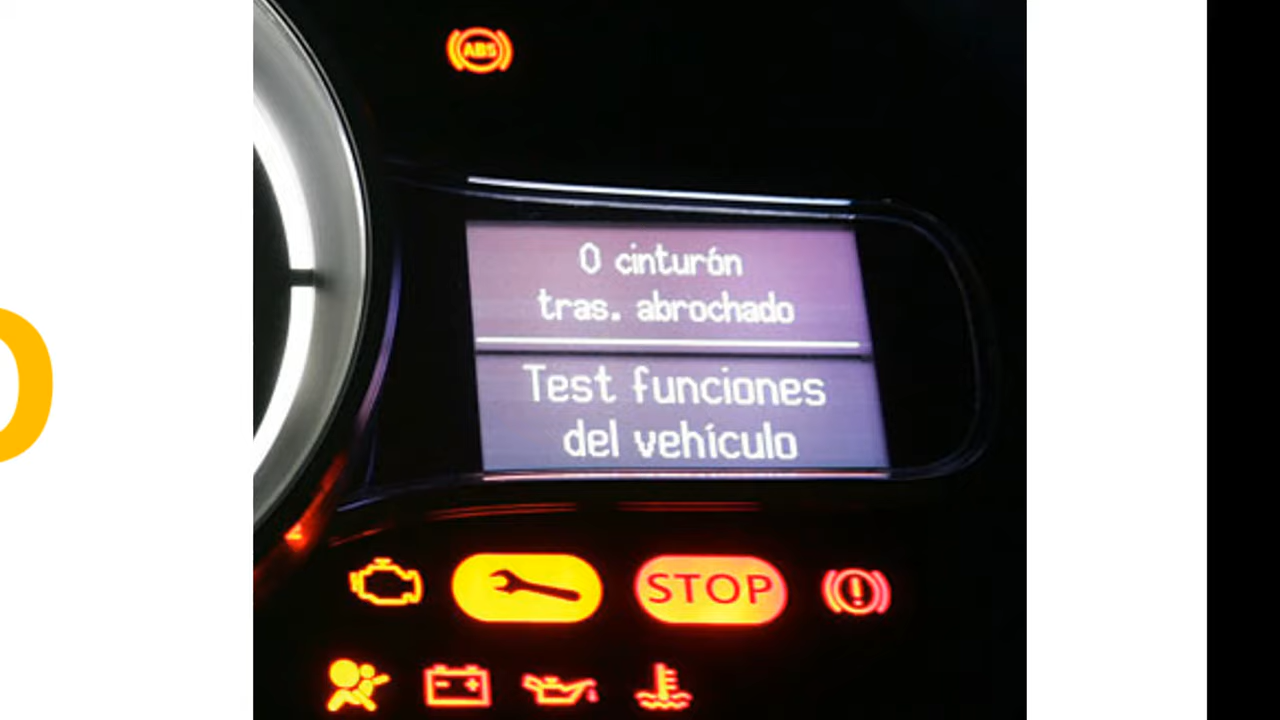 ABS
0 cinturón
tras. abrochado
Test funciones
del vehículo
STOP